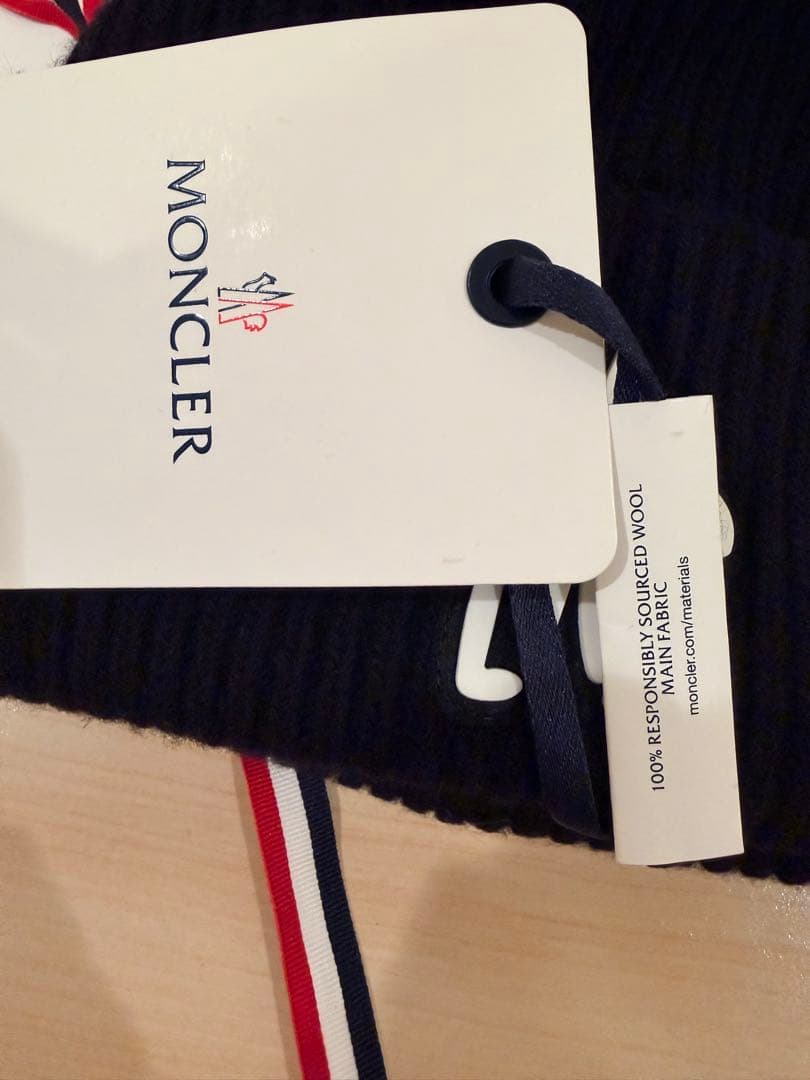 MONCLER
100% RESPONSIBLY SOURCED WOOL
MAIN FABRIC
moncler.com/materials